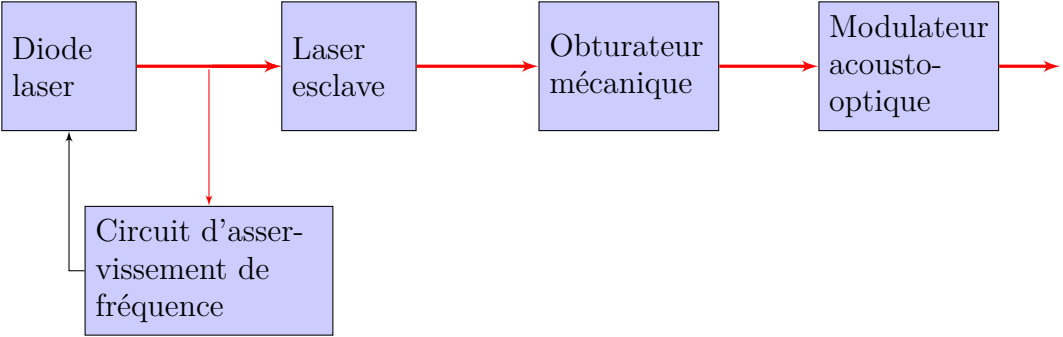 Diode
laser
Laser
esclave
Obturateur
mécanique
Modulateur
acousto-
optique
Circuit d'asser-
vissement de
fréquence